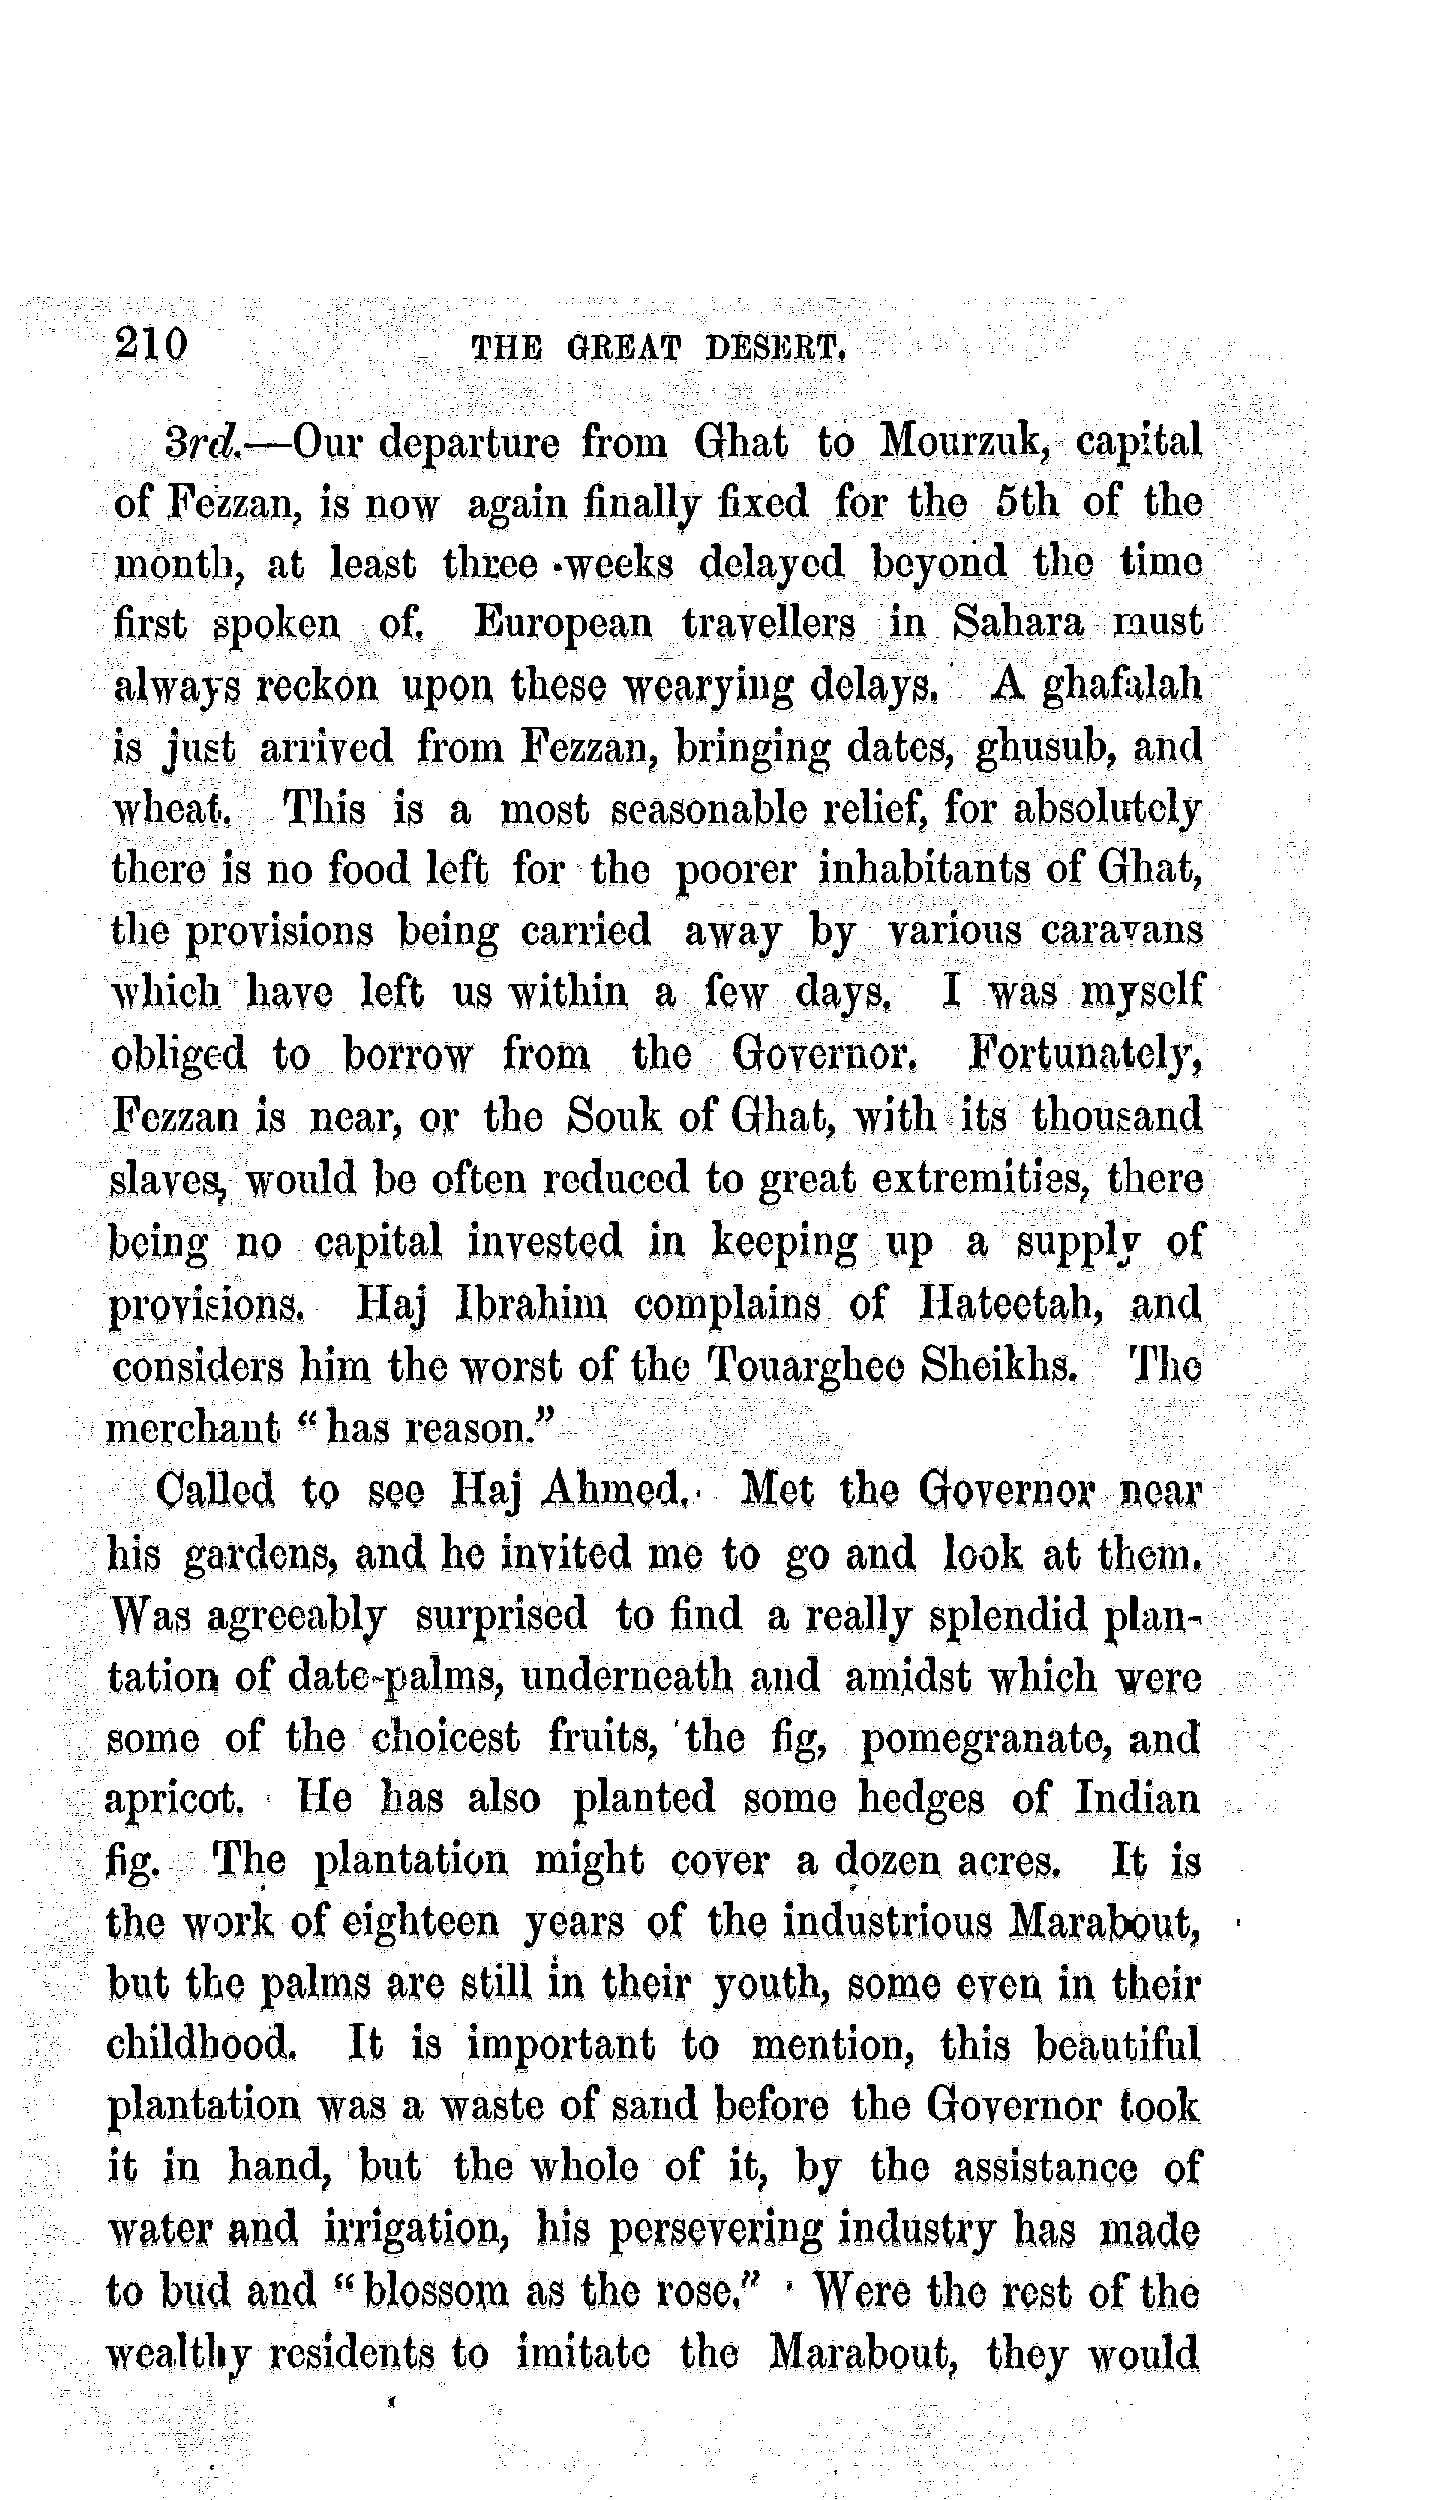 210 THE GREAT DESERT.
3rd.—Our departure from Ghat to Mourzuk, capital
of Fezzan, is now again finally fixed for the 5th of the
month, at least three weeks delayed beyond the time
first spoken of. European travellers in Sahara must
always reckon upon these wearying delays. A ghafalah
is just arrived from Fezzan, bringing dates, ghusub, and
wheat. This is a most seasonable relief, for absolutely
there is no food left for the poorer inhabitants of Ghat,
the provisions being carried away by various caravans
which have left us within a few days. I was myself
obliged to borrow from the Governor. Fortunately,
Fezzan is near, or the Souk of Ghat, with its thousand
slaves, would be often reduced to great extremities, there
being no capital invested in keeping up a supply of
provisions. Haj Ibrahim complains of Hateetah, and
considers him the worst of the Touarghee Sheikhs. The
merchant "has reason."
Called to see Haj Ahmed. Met the Governor near
his gardens, and he invited me to go and look at them.
Was agreeably surprised to find a really splendid plan-
tation of date-palms, underneath and amidst which were
some of the choicest fruits, the fig, pomegranate, and
apricot. He has also planted some hedges of Indian
fig. The plantation might cover a dozen acres. It is
the work of eighteen years of the industrious Marabout,
but the palms are still in their youth, some even in their
childhood. It is important to mention, this beautiful
plantation was a waste of sand before the Governor took
it in hand, but the whole of it, by the assistance of
water and irrigation, his persevering industry has made
to bud and "blossom as the rose." Were the rest of the
wealthy residents to imitate the Marabout, they would